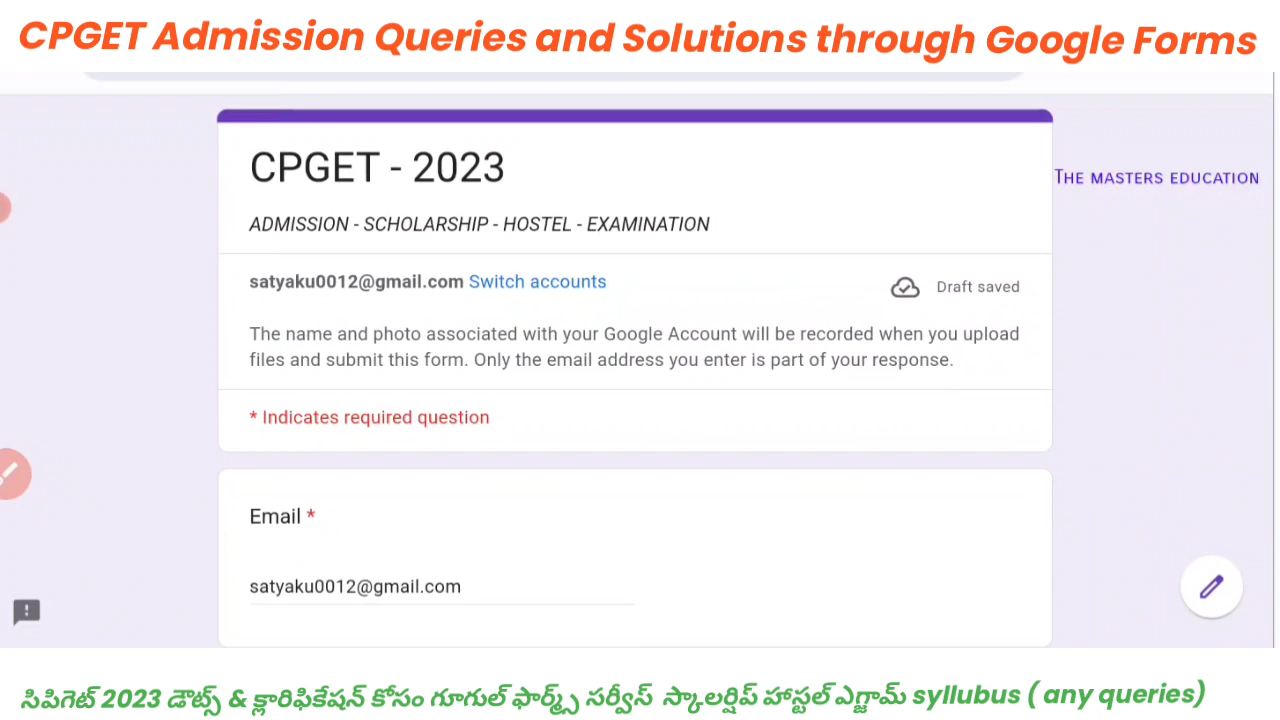 CPGET Admission Queries and Solutions through Google Forms
CPGET - 2023
THE MASTERS EDUCATION
ADMISSION - SCHOLARSHIP - HOSTEL - EXAMINATION
satyaku0012@gmail.com Switch accounts
Draft saved
The name and photo associated with your Google Account will be recorded when you upload
files and submit this form. Only the email address you enter is part of your response.
* Indicates required question
Email *
satyaku0012@gmail.com
సిపిగెట్ 2023 డౌట్స్ & క్లారిఫికేషన్ కోసం గూగుల్ ఫార్మ్స్ సర్వీస్ స్కాలర్షిప్ హాస్టల్ ఎగ్జామ్ syllubus ( any queries)